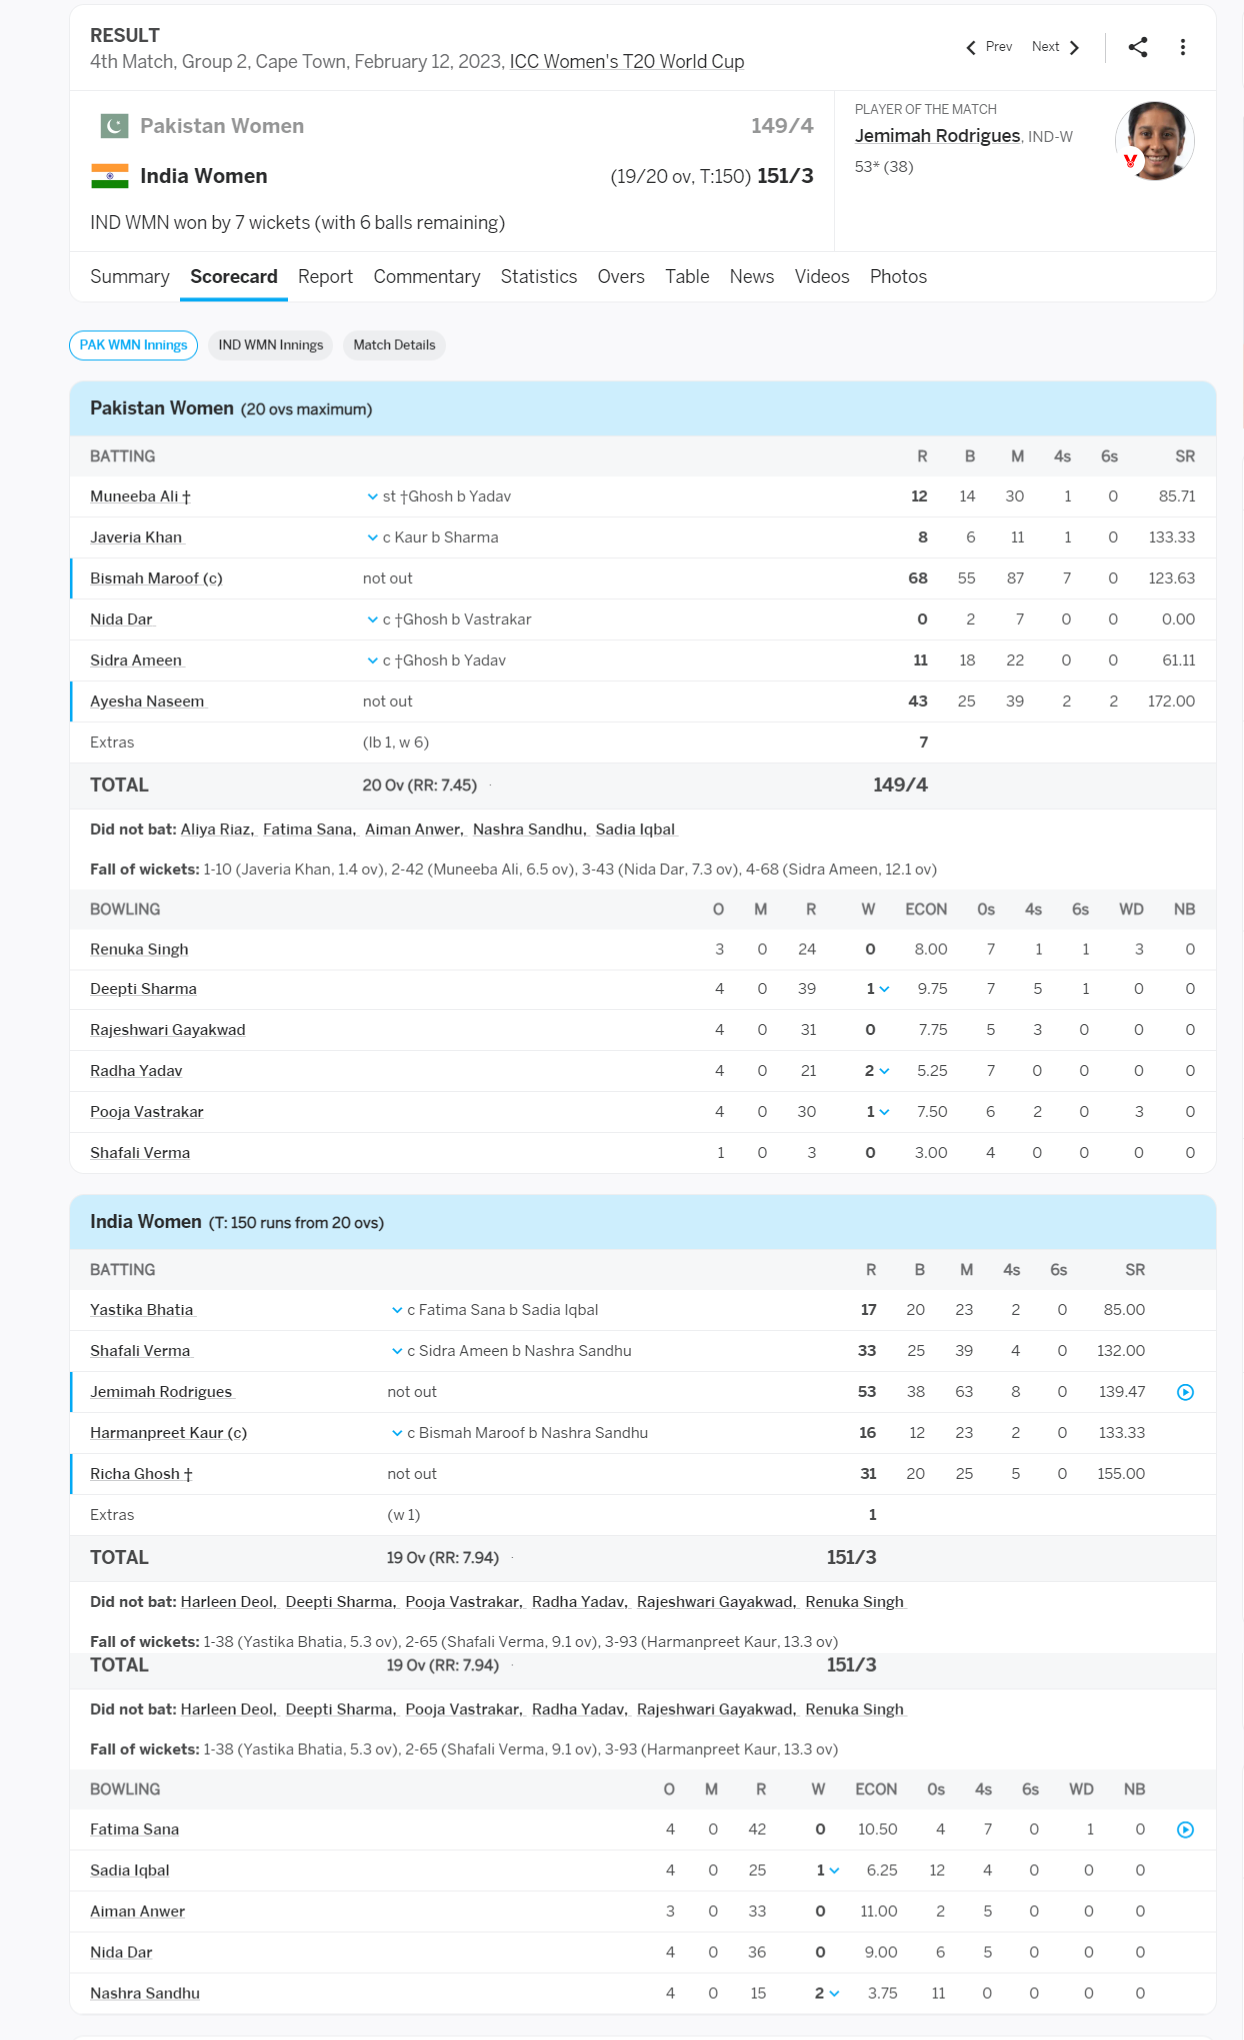 RESULT
4th Match, Group 2, Cape Town, February 12, 2023, ICC Women's T20 World Cup
Prev Next
Pakistan Women 149/4
India Women (19/20 ov, T:150) 151/3
IND WMN won by 7 wickets (with 6 balls remaining)
PLAYER OF THE MATCH
Jemimah Rodrigues, IND-W
53* (38)
Summary Scorecard Report Commentary Statistics Overs Table News Videos Photos
PAK WMN Innings IND WMN Innings Match Details
Pakistan Women (20 ovs maximum)
BATTING R B M 4s 6s SR
Muneeba Ali † st †Ghosh b Yadav 12 14 30 1 0 85.71
Javeria Khan c Kaur b Sharma 8 6 11 1 0 133.33
Bismah Maroof (c) not out 68 55 87 7 0 123.63
Nida Dar c †Ghosh b Vastrakar 0 2 7 0 0 0.00
Sidra Ameen c †Ghosh b Yadav 11 18 22 0 0 61.11
Ayesha Naseem not out 43 25 39 2 2 172.00
Extras (lb 1, w 6) 7
TOTAL 20 Ov (RR: 7.45) 149/4
Did not bat: Aliya Riaz, Fatima Sana, Aiman Anwer, Nashra Sandhu, Sadia Iqbal
Fall of wickets: 1-10 (Javeria Khan, 1.4 ov), 2-42 (Muneeba Ali, 6.5 ov), 3-43 (Nida Dar, 7.3 ov), 4-68 (Sidra Ameen, 12.1 ov)
BOWLING O M R W ECON 0s 4s 6s WD NB
Renuka Singh 3 0 24 0 8.00 7 1 1 3 0
Deepti Sharma 4 0 39 1 9.75 7 5 1 0 0
Rajeshwari Gayakwad 4 0 31 0 7.75 5 3 0 0 0
Radha Yadav 4 0 21 2 5.25 7 0 0 0 0
Pooja Vastrakar 4 0 30 1 7.50 6 2 0 3 0
Shafali Verma 1 0 3 0 3.00 4 0 0 0 0
India Women (T: 150 runs from 20 ovs)
BATTING R B M 4s 6s SR
Yastika Bhatia c Fatima Sana b Sadia Iqbal 17 20 23 2 0 85.00
Shafali Verma c Sidra Ameen b Nashra Sandhu 33 25 39 4 0 132.00
Jemimah Rodrigues not out 53 38 63 8 0 139.47
Harmanpreet Kaur (c) c Bismah Maroof b Nashra Sandhu 16 12 23 2 0 133.33
Richa Ghosh † not out 31 20 25 5 0 155.00
Extras (w 1) 1
TOTAL 19 Ov (RR: 7.94) 151/3
Did not bat: Harleen Deol, Deepti Sharma, Pooja Vastrakar, Radha Yadav, Rajeshwari Gayakwad, Renuka Singh
Fall of wickets: 1-38 (Yastika Bhatia, 5.3 ov), 2-65 (Shafali Verma, 9.1 ov), 3-93 (Harmanpreet Kaur, 13.3 ov)
TOTAL 19 Ov (RR: 7.94) 151/3
Did not bat: Harleen Deol, Deepti Sharma, Pooja Vastrakar, Radha Yadav, Rajeshwari Gayakwad, Renuka Singh
Fall of wickets: 1-38 (Yastika Bhatia, 5.3 ov), 2-65 (Shafali Verma, 9.1 ov), 3-93 (Harmanpreet Kaur, 13.3 ov)
BOWLING O M R W ECON 0s 4s 6s WD NB
Fatima Sana 4 0 42 0 10.50 4 7 0 1 0
Sadia Iqbal 4 0 25 1 6.25 12 4 0 0 0
Aiman Anwer 3 0 33 0 11.00 2 5 0 0 0
Nida Dar 4 0 36 0 9.00 6 5 0 0 0
Nashra Sandhu 4 0 15 2 3.75 11 0 0 0 0